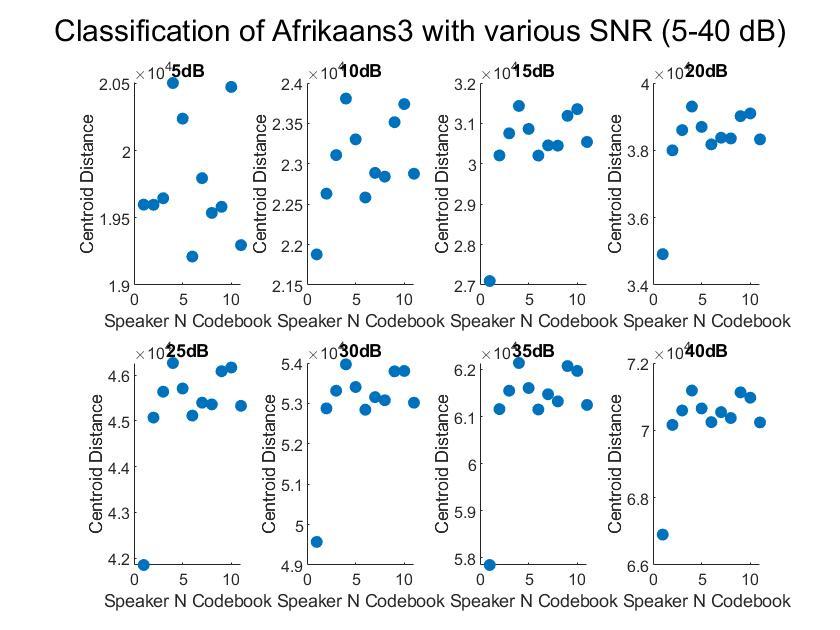 Classification of Afrikaans3 with various SNR (5-40 dB)
×10⁴ 5dB
2.05
2
1.95
1.9
0 5 10
Centroid Distance
Speaker N Codebook
×10⁴ 10dB
2.4
2.35
2.3
2.25
2.2
2.15
0 5 10
Centroid Distance
Speaker N Codebook
×10⁴ 15dB
3.2
3.1
3
2.9
2.8
2.7
0 5 10
Centroid Distance
Speaker N Codebook
×10⁴ 20dB
4
3.8
3.6
3.4
0 5 10
Centroid Distance
Speaker N Codebook
×10⁴ 25dB
4.6
4.5
4.4
4.3
4.2
0 5 10
Centroid Distance
Speaker N Codebook
×10⁴ 30dB
5.4
5.3
5.2
5.1
5
4.9
0 5 10
Centroid Distance
Speaker N Codebook
×10⁴ 35dB
6.2
6.1
6
5.9
5.8
0 5 10
Centroid Distance
Speaker N Codebook
×10⁴ 40dB
7.2
7
6.8
6.6
0 5 10
Centroid Distance
Speaker N Codebook